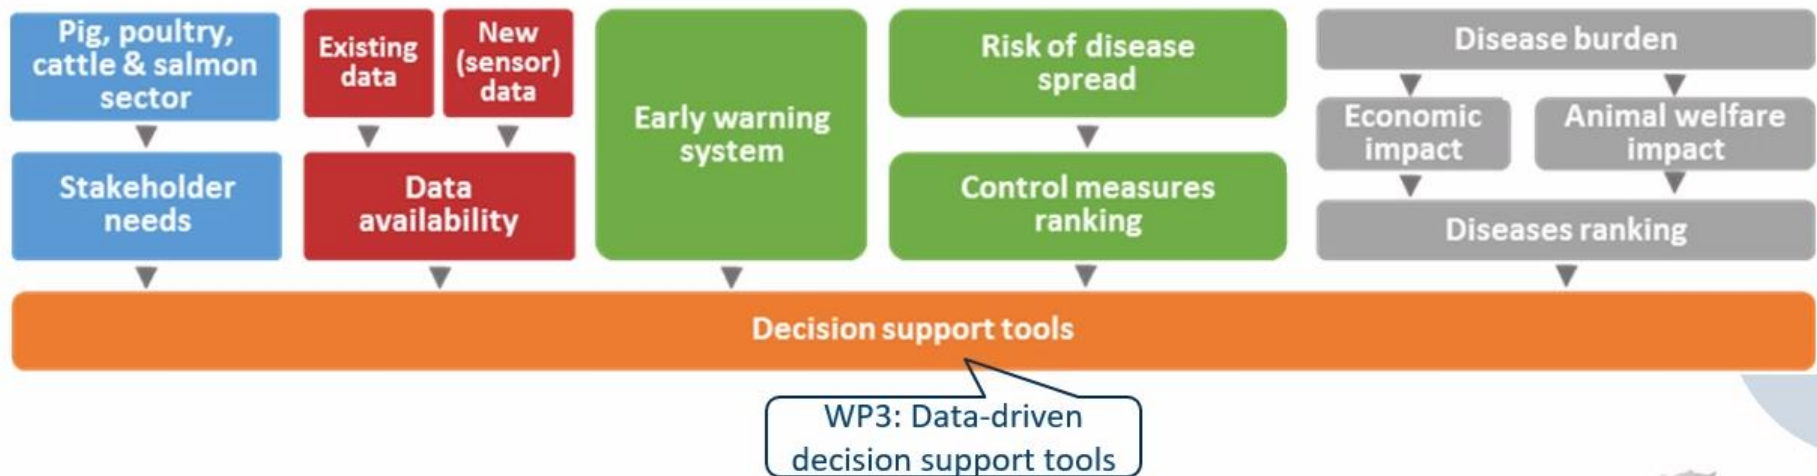 Pig, poultry,
cattle & salmon
sector
Stakeholder
needs
Existing
data
New
(sensor)
data
Data
availability
Early warning
system
Risk of disease
spread
Control measures
ranking
Disease burden
Economic
impact
Animal welfare
impact
Diseases ranking
Decision support tools
WP3: Data-driven
decision support tools